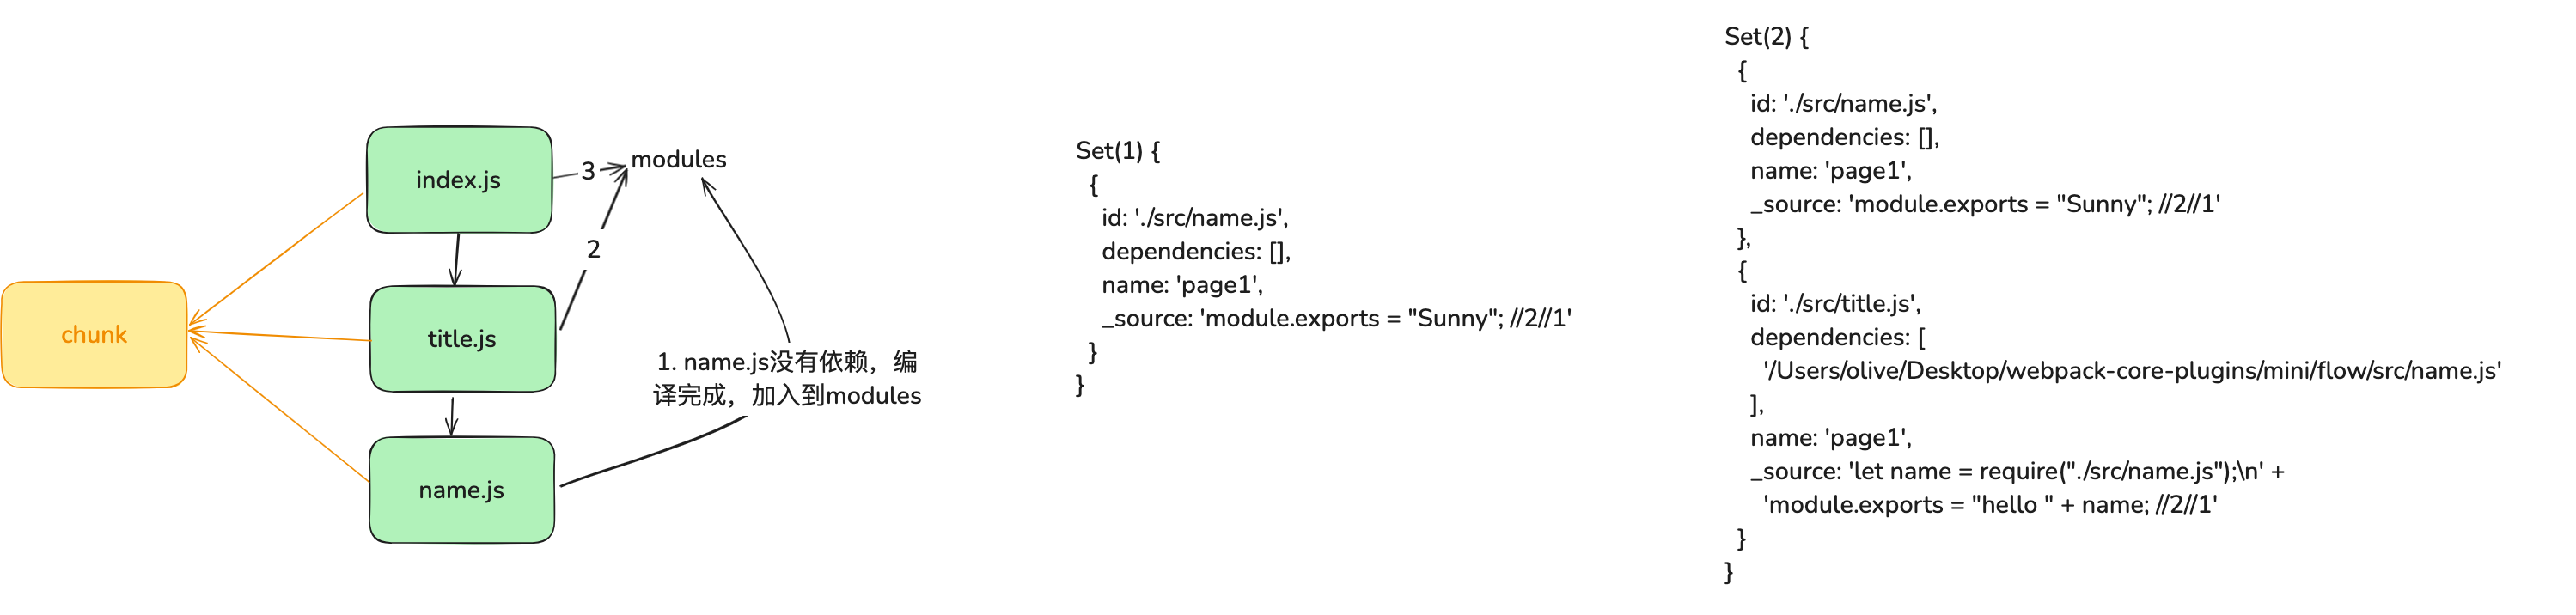 index.js
3
modules
2
chunk
title.js
1. name.js没有依赖，编
译完成，加入到modules
name.js
Set(1) {
{
id: './src/name.js',
dependencies: [],
name: 'page1',
_source: 'module.exports = "Sunny"; //2//1'
}
}
Set(2) {
{
id: './src/name.js',
dependencies: [],
name: 'page1',
_source: 'module.exports = "Sunny"; //2//1'
},
{
id: './src/title.js',
dependencies: [
'/Users/olive/Desktop/webpack-core-plugins/mini/flow/src/name.js'
],
name: 'page1',
_source: 'let name = require("./src/name.js");\n' +
'module.exports = "hello " + name; //2//1'
}
}